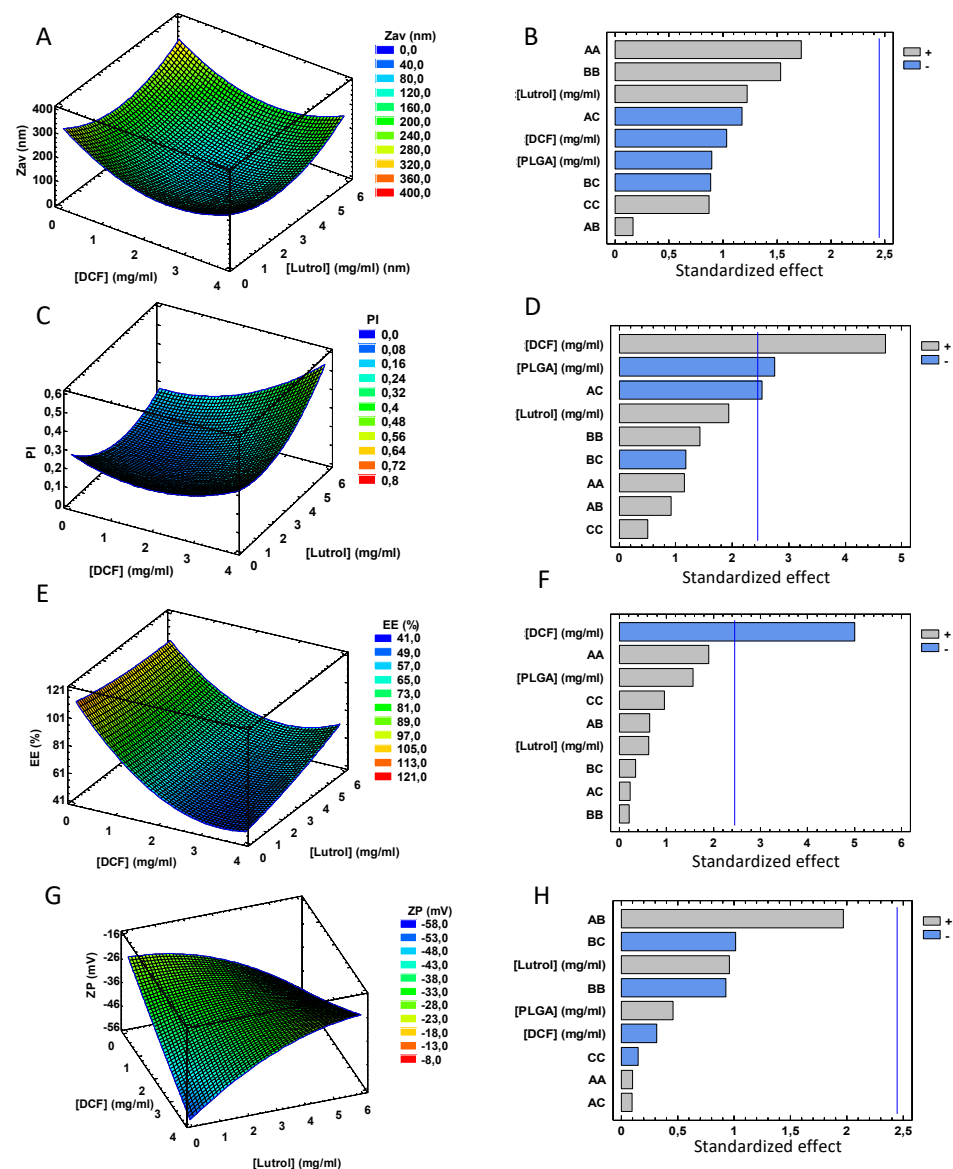 A
Zav (nm)
0,0
40,0
80,0
120,0
160,0
200,0
240,0
280,0
320,0
360,0
400,0
400
300
200
100
0
Zav (nm)
0
1
2
3
4
[DCF] (mg/ml)
0
1
2
3
4
5
6
[Lutrol] (mg/ml) (nm)
B
AA
BB
:[Lutrol] (mg/ml)
AC
[DCF] (mg/ml)
:[PLGA] (mg/ml)
BC
CC
AB
0
0,5
1
1,5
2
2,5
Standardized effect
+
-
C
PI
0,0
0,08
0,16
0,24
0,32
0,4
0,48
0,56
0,64
0,72
0,8
0,6
0,5
0,4
0,3
0,2
0,1
0
PI
0
1
2
3
4
[DCF] (mg/ml)
0
1
2
3
4
5
6
[Lutrol] (mg/ml)
D
:[DCF] (mg/ml)
[PLGA] (mg/ml)
AC
[Lutrol] (mg/ml)
BB
BC
AA
AB
CC
0
1
2
3
4
5
Standardized effect
+
-
E
EE (%)
41,0
49,0
57,0
65,0
73,0
81,0
89,0
97,0
105,0
113,0
121,0
121
101
81
61
41
EE (%)
0
1
2
3
4
[DCF] (mg/ml)
0
1
2
3
4
5
6
[Lutrol] (mg/ml)
F
[DCF] (mg/ml)
AA
[PLGA] (mg/ml)
CC
AB
[Lutrol] (mg/ml)
BC
AC
BB
0
1
2
3
4
5
6
Standardized effect
+
-
G
ZP (mV)
-58,0
-53,0
-48,0
-43,0
-38,0
-33,0
-28,0
-23,0
-18,0
-13,0
-8,0
-16
-26
-36
-46
-56
ZP (mV)
0
1
2
3
4
[DCF] (mg/ml)
0
1
2
3
4
5
6
[Lutrol] (mg/ml)
H
AB
BC
[Lutrol] (mg/ml)
BB
[PLGA] (mg/ml)
[DCF] (mg/ml)
CC
AA
AC
0
0,5
1
1,5
2
2,5
Standardized effect
+
-